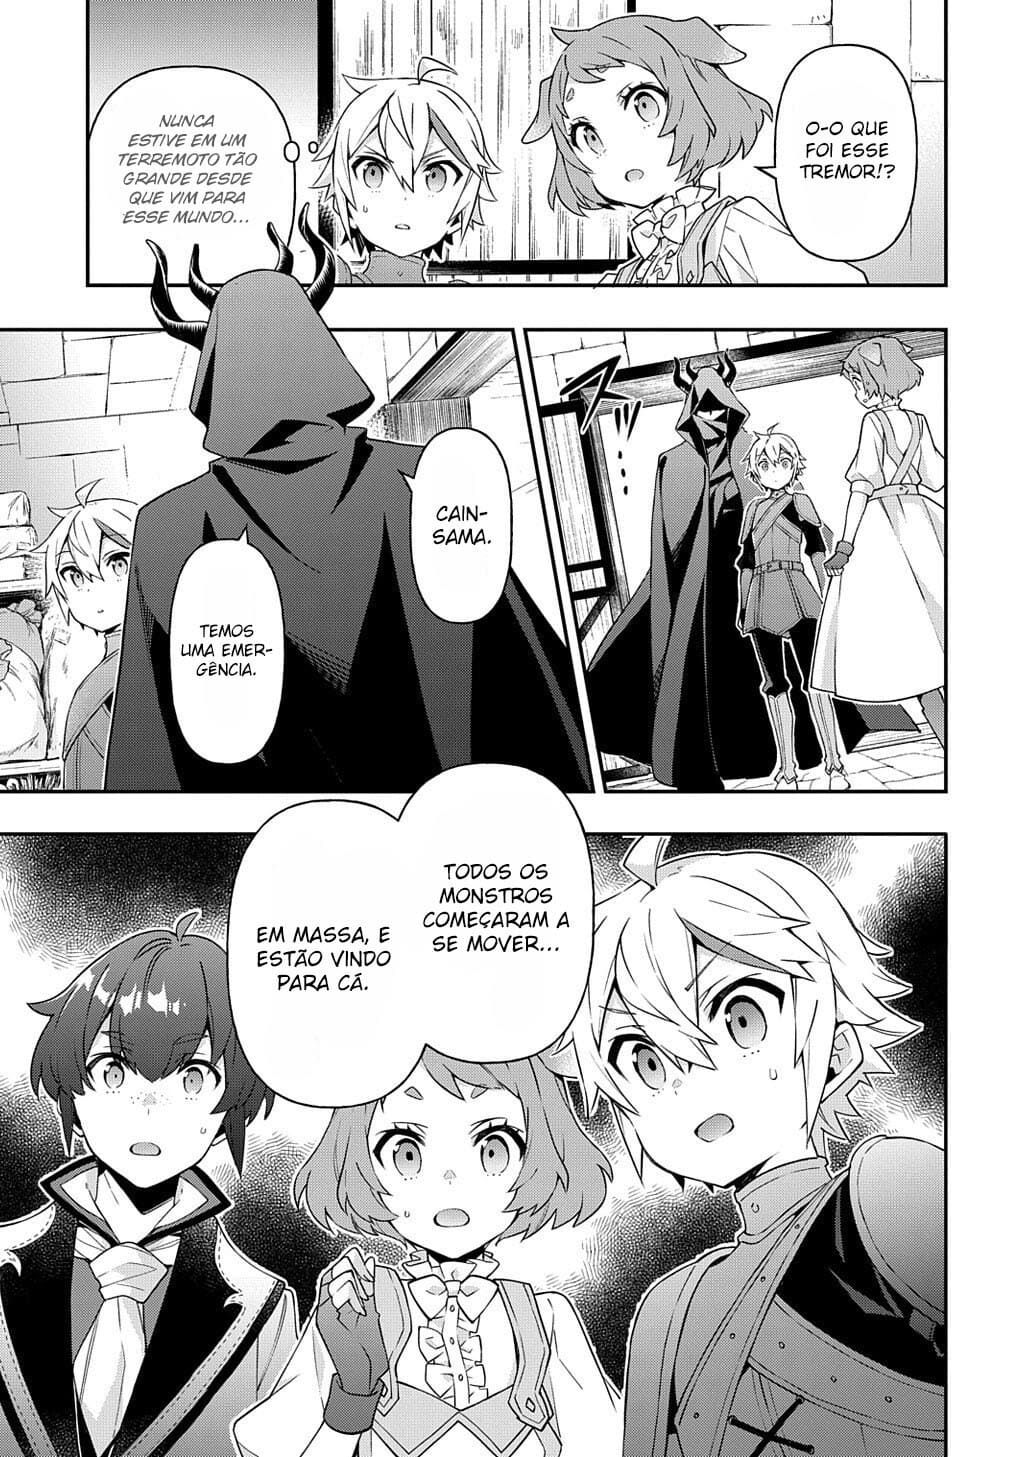 O-O QUE
FOI ESSE
TREMOR!?
NUNCA
ESTIVE EM UM
TERREMOTO TÃO
GRANDE DESDE
QUE VIM PARA
ESSE MUNDO...
CAIN-
SAMA.
TEMOS
UMA EMER-
GÊNCIA.
TODOS OS
MONSTROS
COMEÇARAM A
SE MOVER...
EM MASSA, E
ESTÃO VINDO
PARA CÁ.